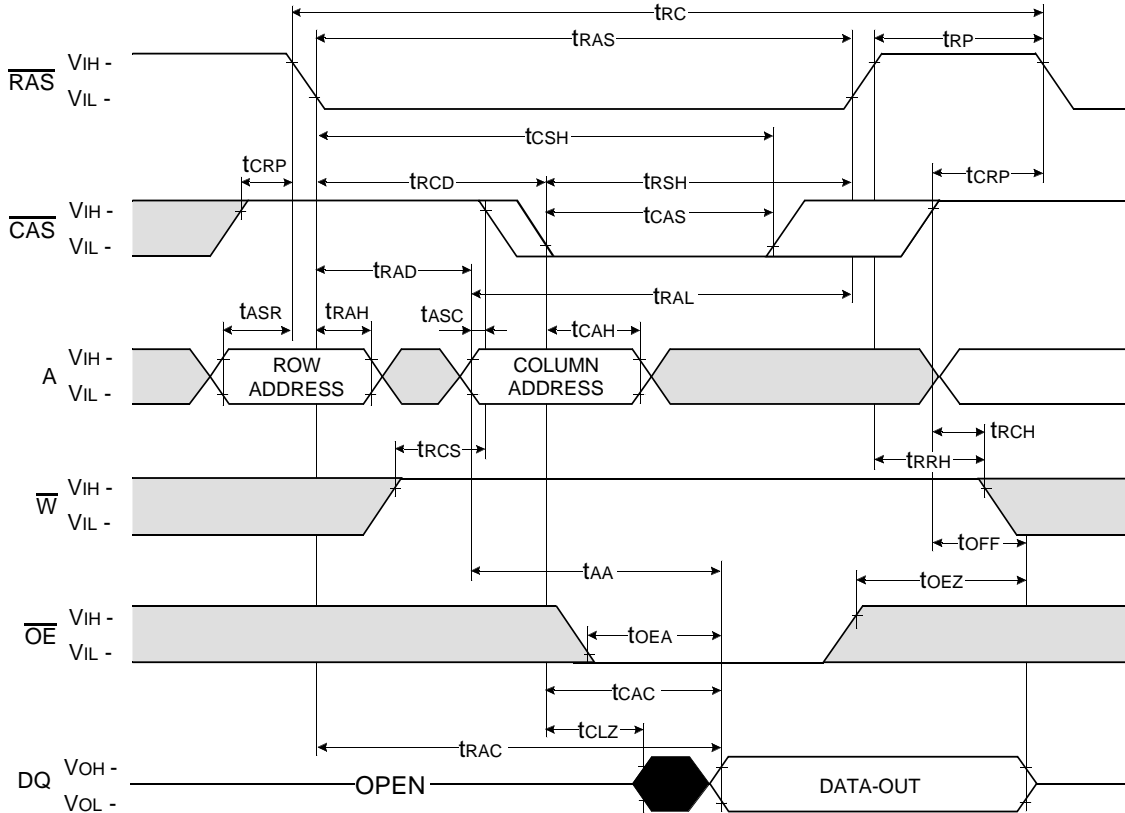 tRC
tRAS
tRP
RAS
VIH -
VIL -
tCSH
tCRP
tRCD
tRSH
tCRP
CAS
VIH -
VIL -
tCAS
tRAD
tRAL
tASR
tRAH
tASC
tCAH
A
VIH -
VIL -
ROW
ADDRESS
COLUMN
ADDRESS
tRCH
tRCS
tRRH
W
VIH -
VIL -
tOFF
tAA
tOEZ
OE
VIH -
VIL -
tOEA
tCAC
tCLZ
tRAC
DQ
VOH -
VOL -
OPEN
DATA-OUT